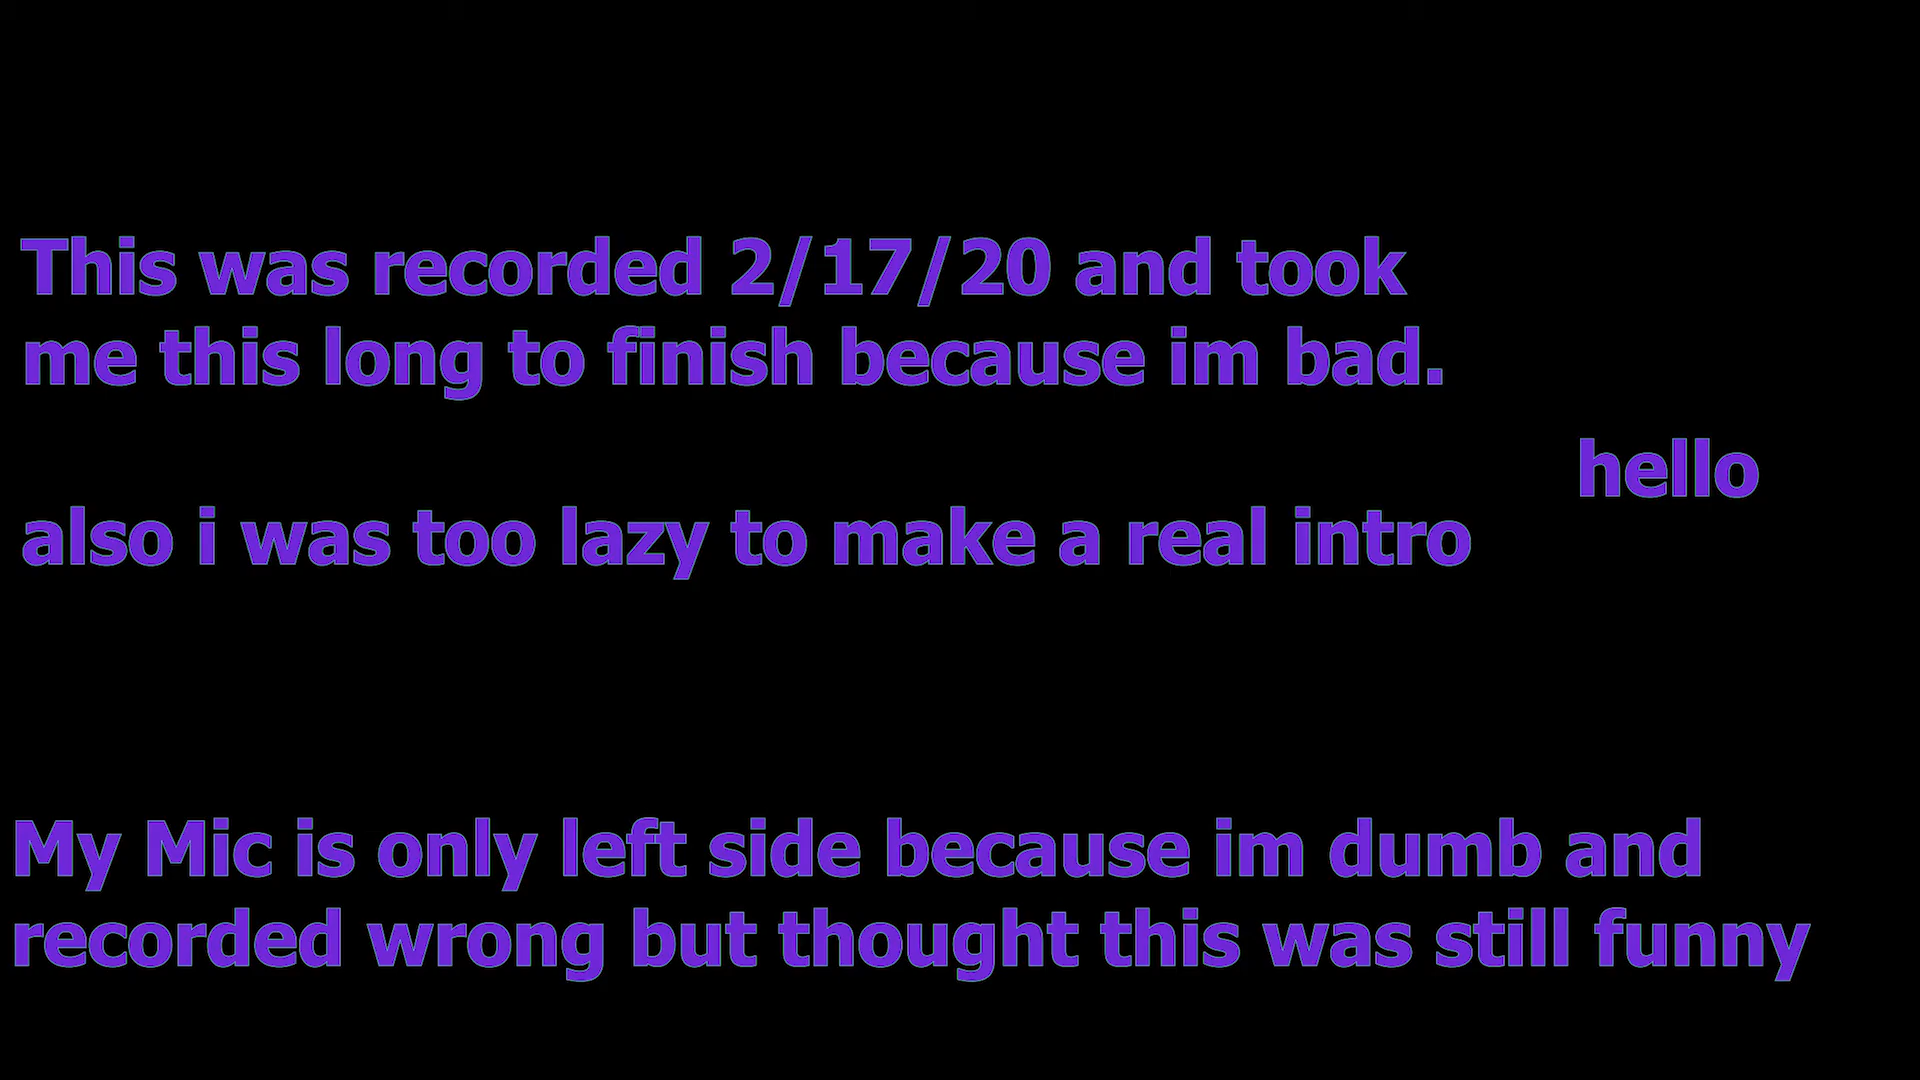 This was recorded 2/17/20 and took
me this long to finish because im bad.
hello
also i was too lazy to make a real intro
My Mic is only left side because im dumb and
recorded wrong but thought this was still funny